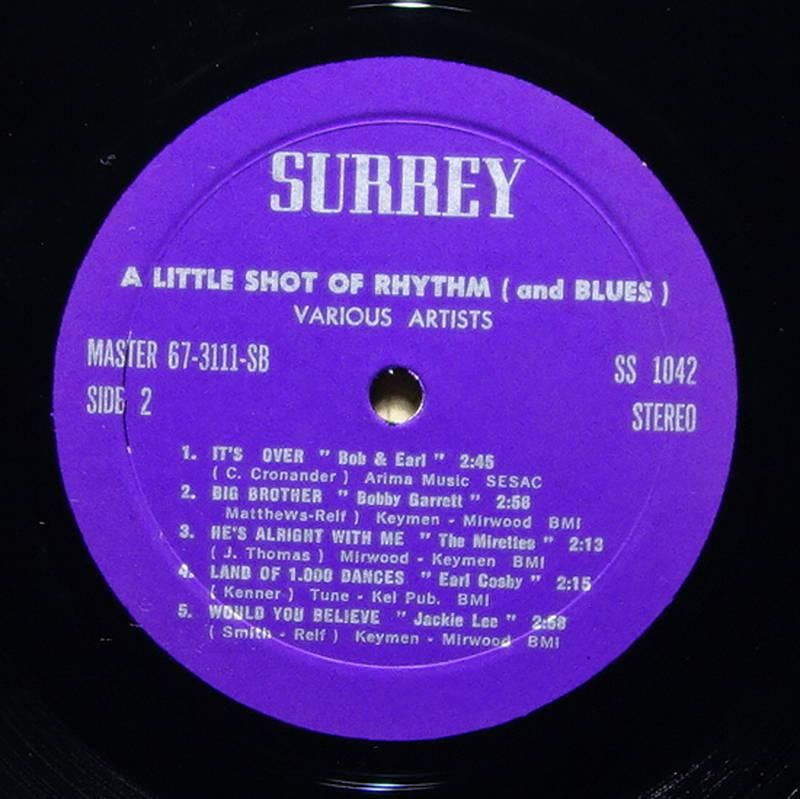 SURREY
A LITTLE SHOT OF RHYTHM ( and BLUES )
VARIOUS ARTISTS
MASTER 67-3111-SB
SS 1042
SIDE 2
STEREO
1. IT'S OVER " Bob & Earl " 2:45
( C. Cronander ) Arima Music SESAC
2. BIG BROTHER " Bobby Garrett " 2:56
Matthews-Relf ) Keymen - Mirwood BMI
3. HE'S ALRIGHT WITH ME " The Mirettes " 2:13
( J. Thomas ) Mirwood - Keymen BMI
4. LAND OF 1.000 DANCES " Earl Cosby " 2:15
( Kenner ) Tune - Kel Pub. BMI
5. WOULD YOU BELIEVE " Jackie Lee "
( Smith - Relf ) Keymen - Mirwood BMI